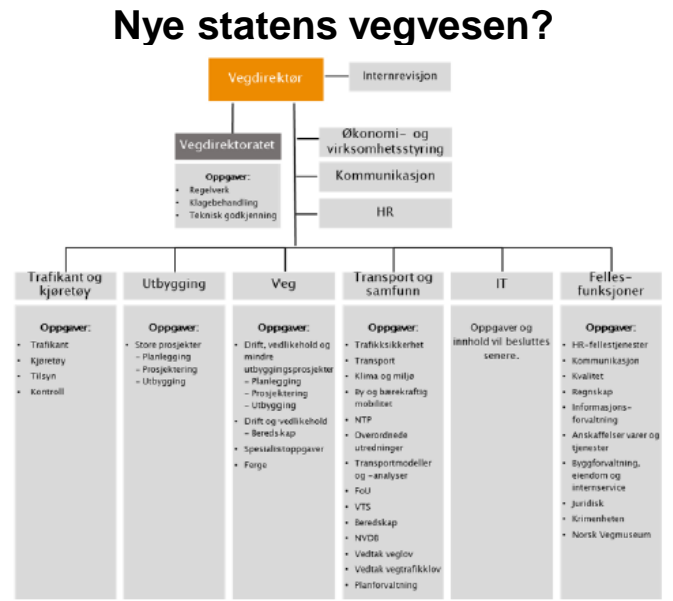 Nye statens vegvesen?
Vegdirektør
Internrevisjon
Vegdirektoratet
Oppgaver:
• Regelverk
• Klagebehandling
• Teknisk godkjenning
Økonomi- og
virksomhetsstyring
Kommunikasjon
HR
Trafikant og
kjøretøy
Oppgaver:
• Trafikant
• Kjøretøy
• Tilsyn
• Kontroll
Utbygging
Oppgaver:
• Store prosjekter
- Planlegging
- Prosjektering
- Utbygging
Veg
Oppgaver:
• Drift, vedlikehold og
mindre
utbyggingsprosjekter
- Planlegging
- Prosjektering
- Utbygging
• Drift og vedlikehold
- Beredskap
• Spesialistoppgaver
• Ferge
Transport og
samfunn
Oppgaver:
• Trafikksikkerhet
• Transport
• Klima og miljø
• By og bærekraftig
mobilitet
• NTP
• Overordnede
utredninger
• Transportmodeller
og -analyser
• FoU
• VTS
• Beredskap
• NVDB
• Vedtak veglov
• Vedtak vegtrafikklov
• Planforvaltning
IT
Oppgaver og
innhold vil besluttes
senere.
Felles-
funksjoner
Oppgaver:
• HR-fellestjenester
• Kommunikasjon
• Kvalitet
• Regnskap
• Informasjons-
forvaltning
• Anskaffelser varer og
tjenester
• Byggforvaltning,
eiendom og
internservice
• Juridisk
• Krimenheten
• Norsk Vegmuseum